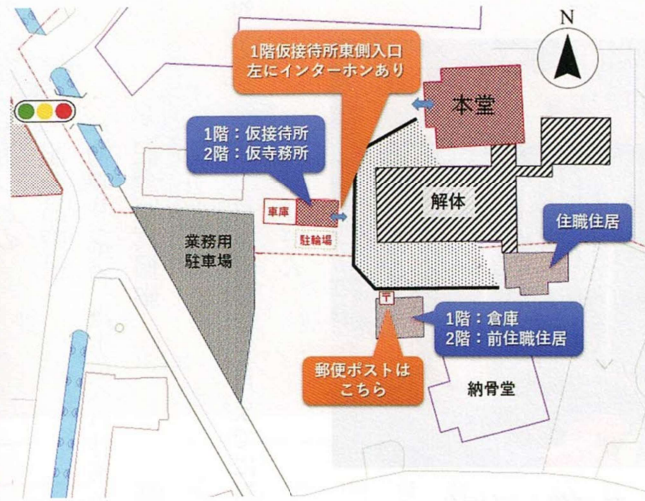 N
1階仮接待所東側入口
左にインターホンあり
本堂
1階：仮接待所
2階：仮寺務所
解体
車庫
駐輪場
住職住居
業務用
駐車場
〒
1階：倉庫
2階：前住職住居
郵便ポストは
こちら
納骨堂